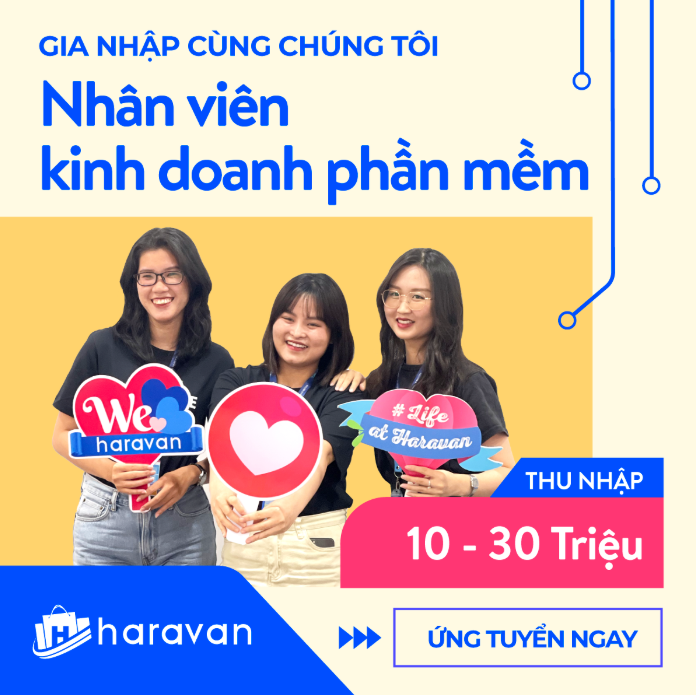 GIA NHẬP CÙNG CHÚNG TÔI
Nhân viên
kinh doanh phần mềm
We
haravan
# Life
at Haravan
THU NHẬP
10 - 30 Triệu
haravan
ỨNG TUYỂN NGAY